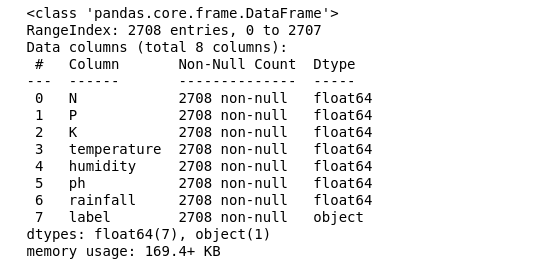 <class 'pandas.core.frame.DataFrame'>
RangeIndex: 2708 entries, 0 to 2707
Data columns (total 8 columns):
 #   Column       Non-Null Count  Dtype
---  ------       --------------  -----
 0   N            2708 non-null   float64
 1   P            2708 non-null   float64
 2   K            2708 non-null   float64
 3   temperature  2708 non-null   float64
 4   humidity     2708 non-null   float64
 5   ph           2708 non-null   float64
 6   rainfall     2708 non-null   float64
 7   label        2708 non-null   object
dtypes: float64(7), object(1)
memory usage: 169.4+ KB